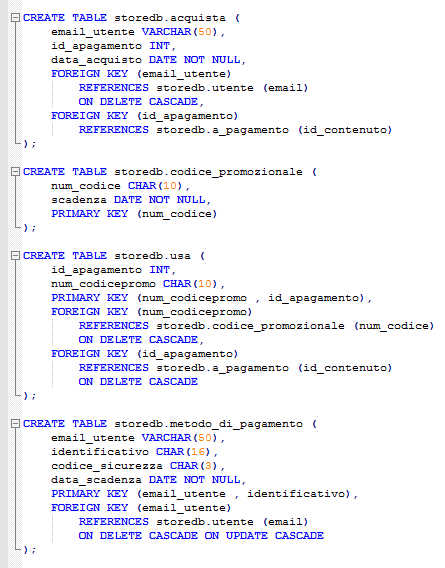 CREATE TABLE storedb.acquista (
    email_utente VARCHAR(50),
    id_apagamento INT,
    data_acquisto DATE NOT NULL,
    FOREIGN KEY (email_utente)
        REFERENCES storedb.utente (email)
        ON DELETE CASCADE,
    FOREIGN KEY (id_apagamento)
        REFERENCES storedb.a_pagamento (id_contenuto)
);
CREATE TABLE storedb.codice_promozionale (
    num_codice CHAR(10),
    scadenza DATE NOT NULL,
    PRIMARY KEY (num_codice)
);
CREATE TABLE storedb.usa (
    id_apagamento INT,
    num_codicepromo CHAR(10),
    PRIMARY KEY (num_codicepromo , id_apagamento),
    FOREIGN KEY (num_codicepromo)
        REFERENCES storedb.codice_promozionale (num_codice)
        ON DELETE CASCADE,
    FOREIGN KEY (id_apagamento)
        REFERENCES storedb.a_pagamento (id_contenuto)
        ON DELETE CASCADE
);
CREATE TABLE storedb.metodo_di_pagamento (
    email_utente VARCHAR(50),
    identificativo CHAR(16),
    codice_sicurezza CHAR(3),
    data_scadenza DATE NOT NULL,
    PRIMARY KEY (email_utente , identificativo),
    FOREIGN KEY (email_utente)
        REFERENCES storedb.utente (email)
        ON DELETE CASCADE ON UPDATE CASCADE
);